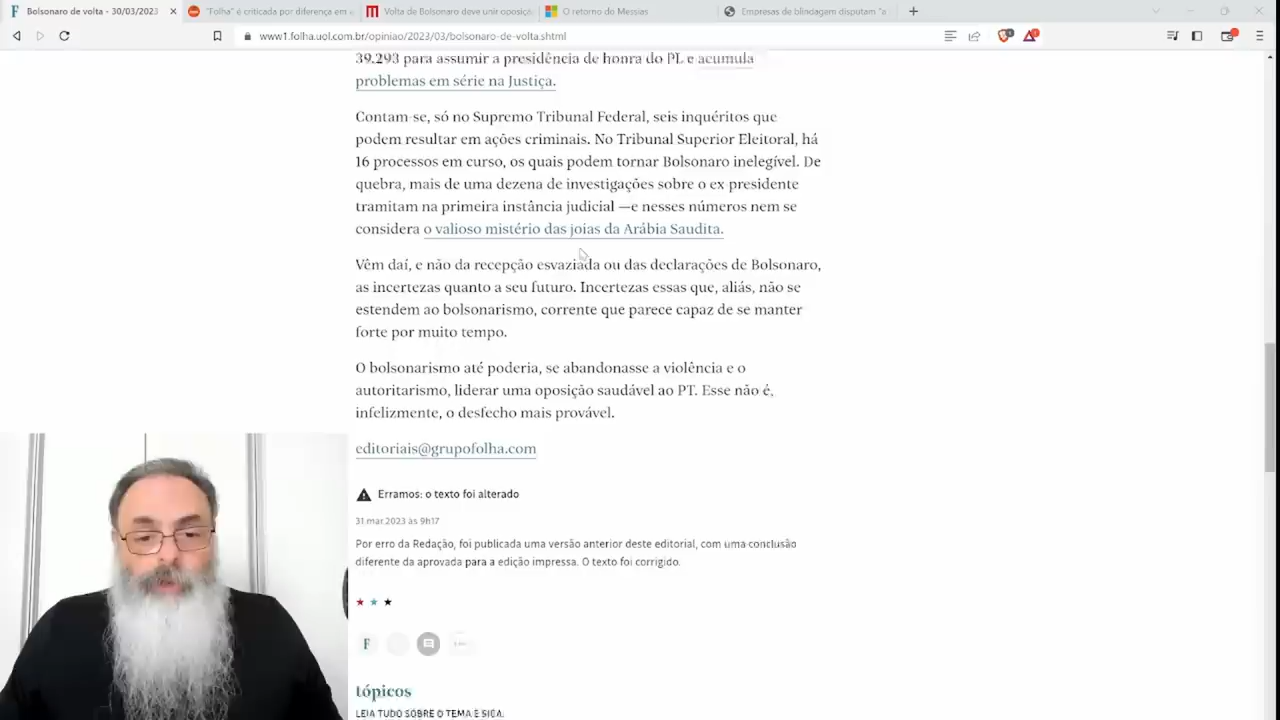 Bolsonaro de volta - 30/03/2023
"Folha" é criticada por diferença em e
Volta de Bolsonaro deve unir oposiçã
O retorno do Messias
Empresas de blindagem disputam "a
www1.folha.uol.com.br/opiniao/2023/03/bolsonaro-de-volta.shtml
39.293 para assumir a presidência de honra do PL e acumula
problemas em série na Justiça.
Contam-se, só no Supremo Tribunal Federal, seis inquéritos que
podem resultar em ações criminais. No Tribunal Superior Eleitoral, há
16 processos em curso, os quais podem tornar Bolsonaro inelegível. De
quebra, mais de uma dezena de investigações sobre o ex-presidente
tramitam na primeira instância judicial —e nesses números nem se
considera o valioso mistério das joias da Arábia Saudita.
Vêm daí, e não da recepção esvaziada ou das declarações de Bolsonaro,
as incertezas quanto a seu futuro. Incertezas essas que, aliás, não se
estendem ao bolsonarismo, corrente que parece capaz de se manter
forte por muito tempo.
O bolsonarismo até poderia, se abandonasse a violência e o
autoritarismo, liderar uma oposição saudável ao PT. Esse não é,
infelizmente, o desfecho mais provável.
editoriais@grupofolha.com
Erramos: o texto foi alterado
31.mar.2023 às 9h17
Por erro da Redação, foi publicada uma versão anterior deste editorial, com uma conclusão
diferente da aprovada para a edição impressa. O texto foi corrigido.
F
tópicos
LEIA TUDO SOBRE O TEMA E SIGA: